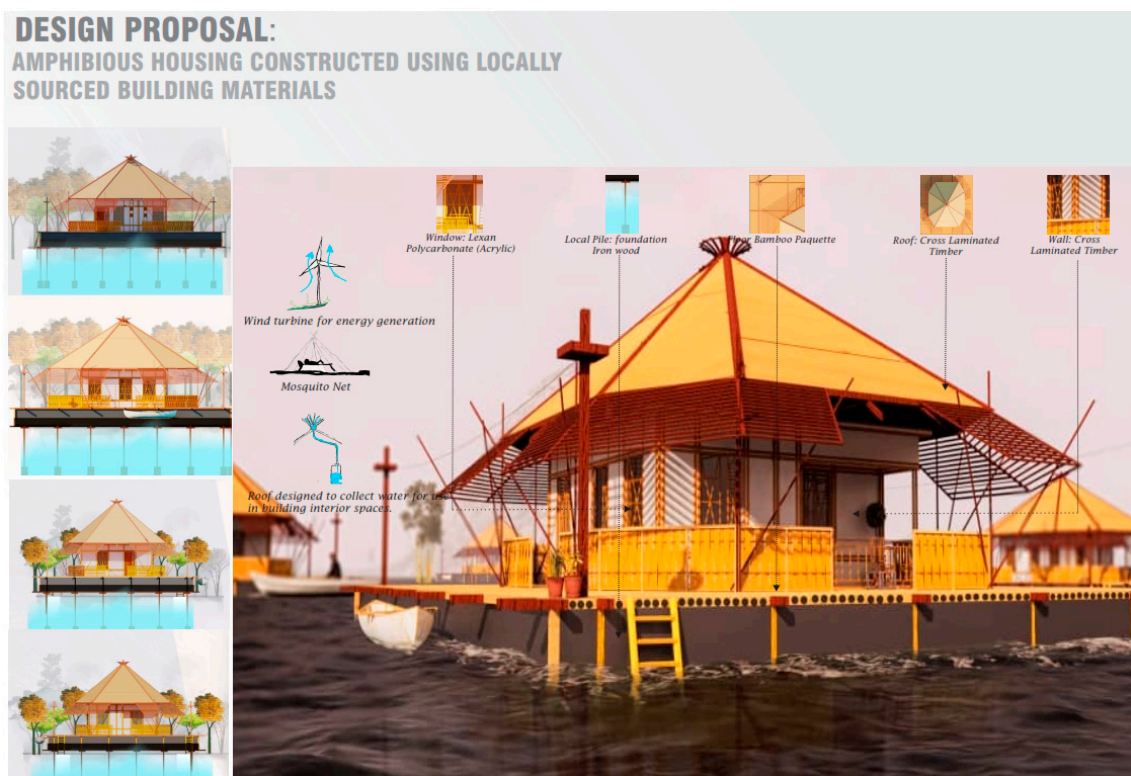 DESIGN PROPOSAL:
AMPHIBIOUS HOUSING CONSTRUCTED USING LOCALLY
SOURCED BUILDING MATERIALS
Window: Lexan
Polycarbonate (Acrylic)
Local Pile: foundation
Iron wood
Floor Bamboo Paquette
Roof: Cross Laminated
Timber
Wall: Cross
Laminated Timber
Wind turbine for energy generation
Mosquito Net
Roof designed to collect water for use
in building interior spaces.